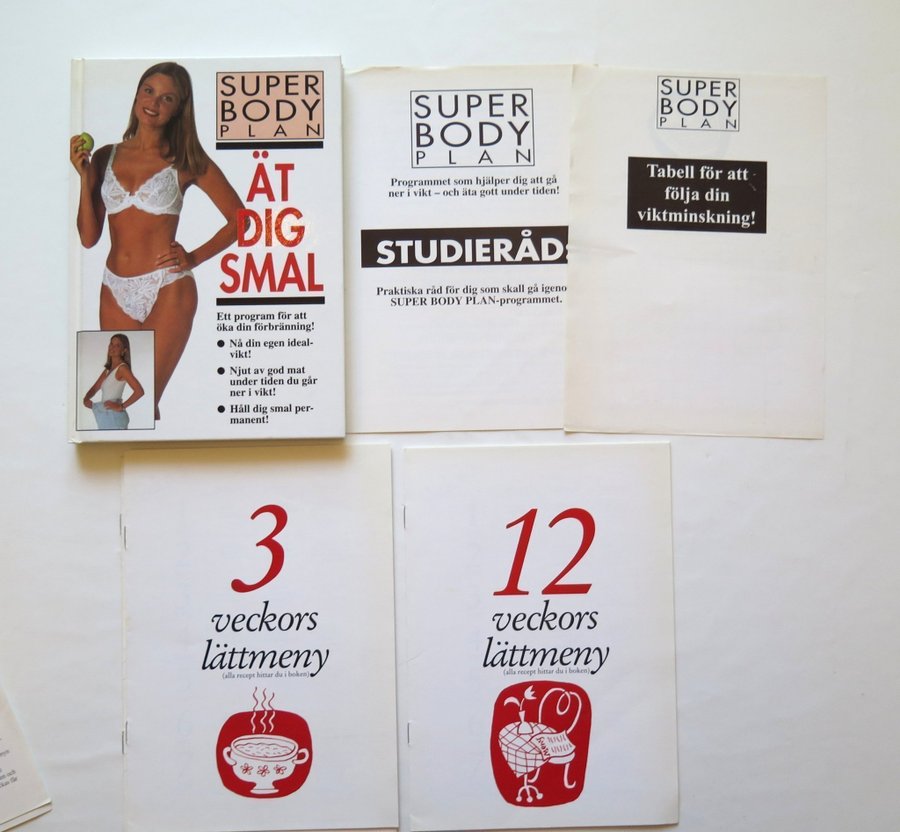 SUPER
BODY
PLAN
ÄT
DIG
SMAL
Ett program för att
öka din förbränning!
● Nå din egen ideal-
vikt!
● Njut av god mat
under tiden du går
ner i vikt!
● Håll dig smal per-
manent!
SUPER
BODY
PLAN
Programmet som hjälper dig att gå
ner i vikt – och äta gott under tiden!
STUDIERÅD
Praktiska råd för dig som skall gå igeno
SUPER BODY PLAN-programmet.
SUPER
BODY
PLAN
Tabell för att
följa din
viktminskning!
3
veckors
lättmeny
(alla recept hittar du i boken)
12
veckors
lättmeny
(alla recept hittar du i boken)